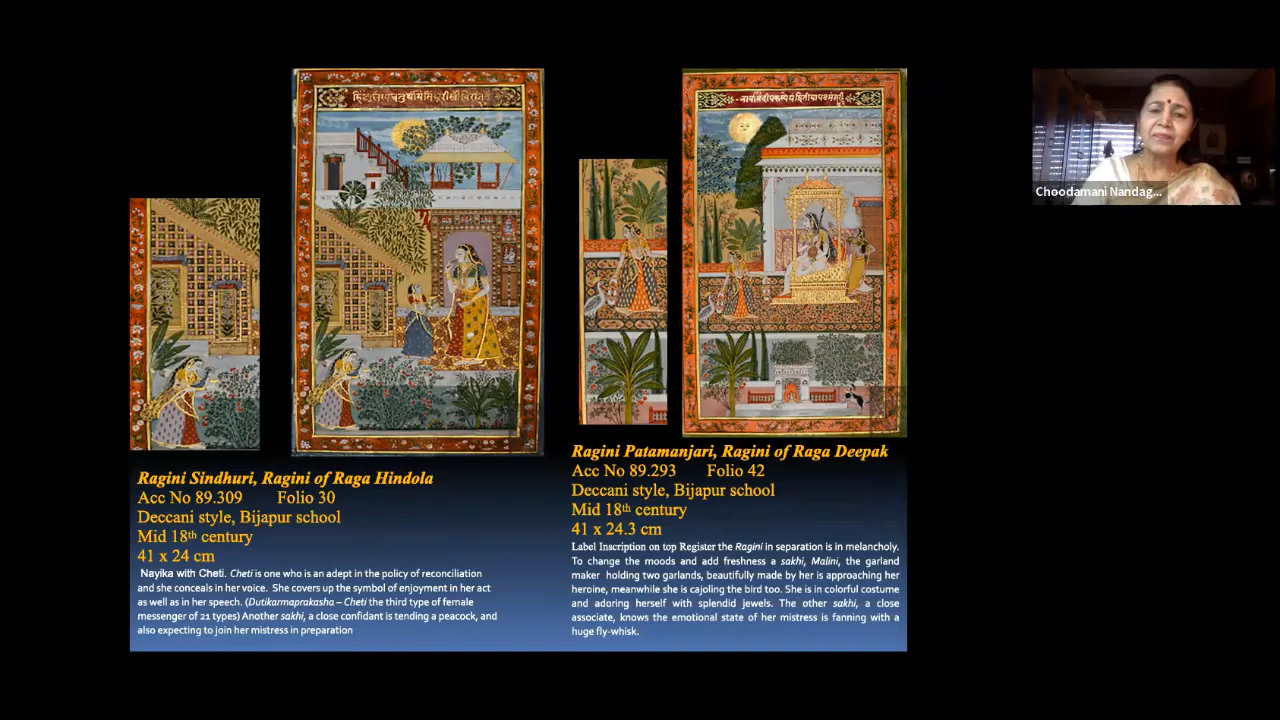 Choodamani Nandag...
Ragini Sindhuri, Ragini of Raga Hindola
Acc No 89.309 Folio 30
Deccani style, Bijapur school
Mid 18th century
41 x 24 cm
Nayika with Cheti. Cheti is one who is an adept in the policy of reconciliation
and she conceals in her voice. She covers up the symbol of enjoyment in her act
as well as in her speech. (Dutikarmaprakasha – Cheti the third type of female
messenger of 21 types) Another sakhi, a close confidant is tending a peacock, and
also expecting to join her mistress in preparation
Ragini Patamanjari, Ragini of Raga Deepak
Acc No 89.293 Folio 42
Deccani style, Bijapur school
Mid 18th century
41 x 24.3 cm
Label Inscription on top Register the Ragini in separation is in melancholy.
To change the moods and add freshness a sakhi, Malini, the garland
maker holding two garlands, beautifully made by her is approaching her
heroine, meanwhile she is cajoling the bird too. She is in colorful costume
and adoring herself with splendid jewels. The other sakhi, a close
associate, knows the emotional state of her mistress is fanning with a
huge fly-whisk.